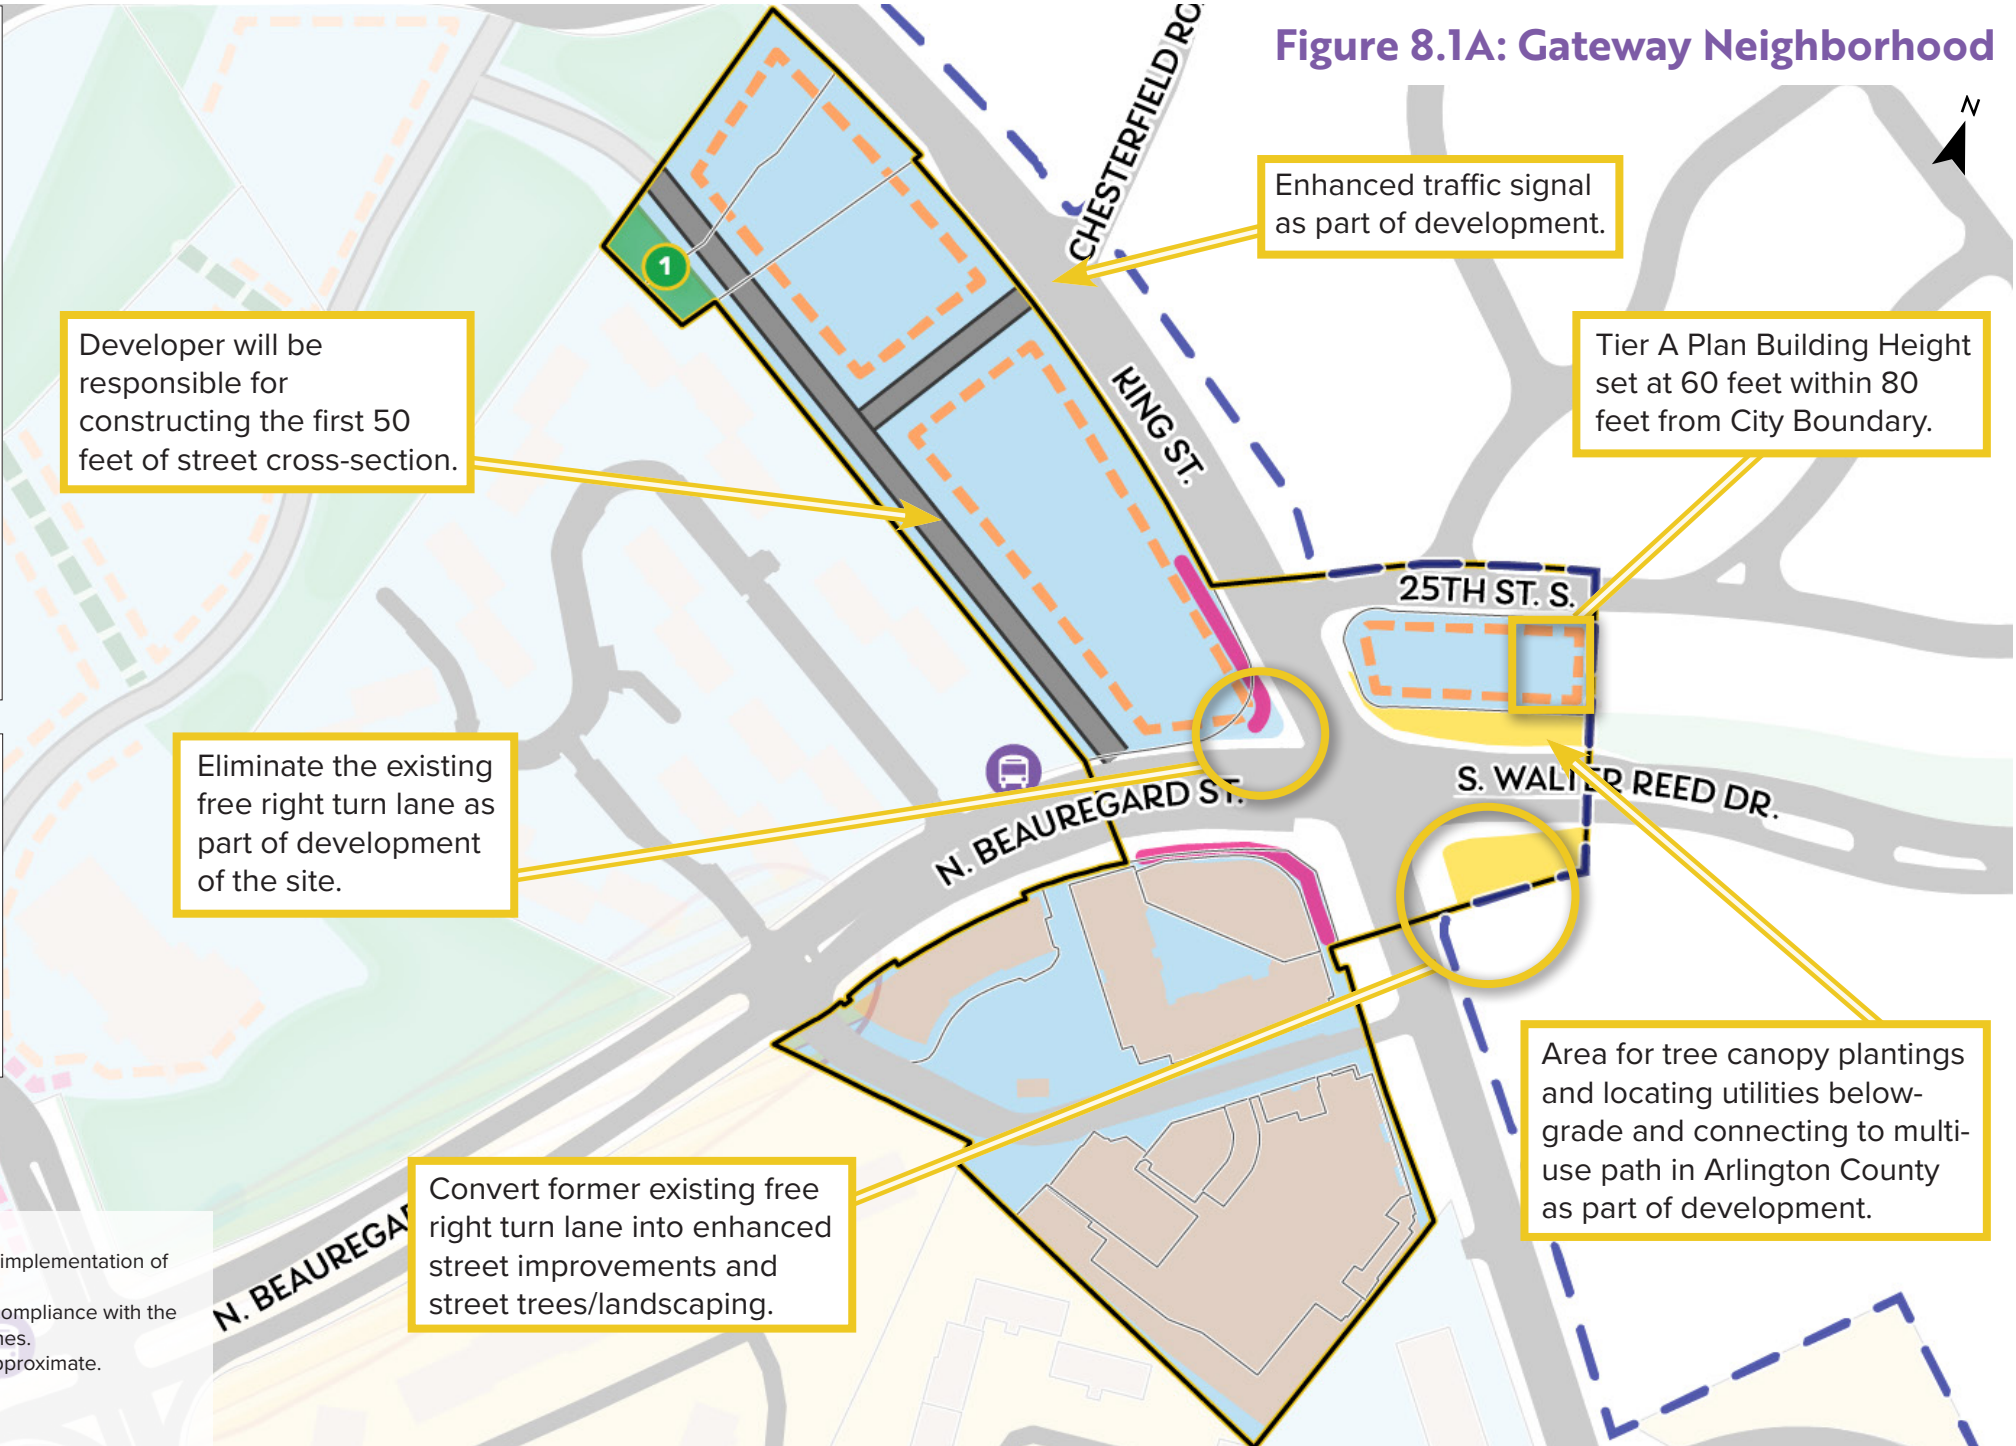 Figure 8.1A: Gateway Neighborhood
N
CHESTERFIELD RO
Enhanced traffic signal
as part of development.
1
Developer will be
responsible for
constructing the first 50
feet of street cross-section.
Tier A Plan Building Height
set at 60 feet within 80
feet from City Boundary.
KING ST.
25TH ST. S.
Eliminate the existing
free right turn lane as
part of development
of the site.
N. BEAUREGARD ST.
S. WALTER REED DR.
Area for tree canopy plantings
and locating utilities below-
grade and connecting to multi-
use path in Arlington County
as part of development.
Convert former existing free
right turn lane into enhanced
street improvements and
street trees/landscaping.
N. BEAUREGA
implementation of
ompliance with the
nes.
pproximate.